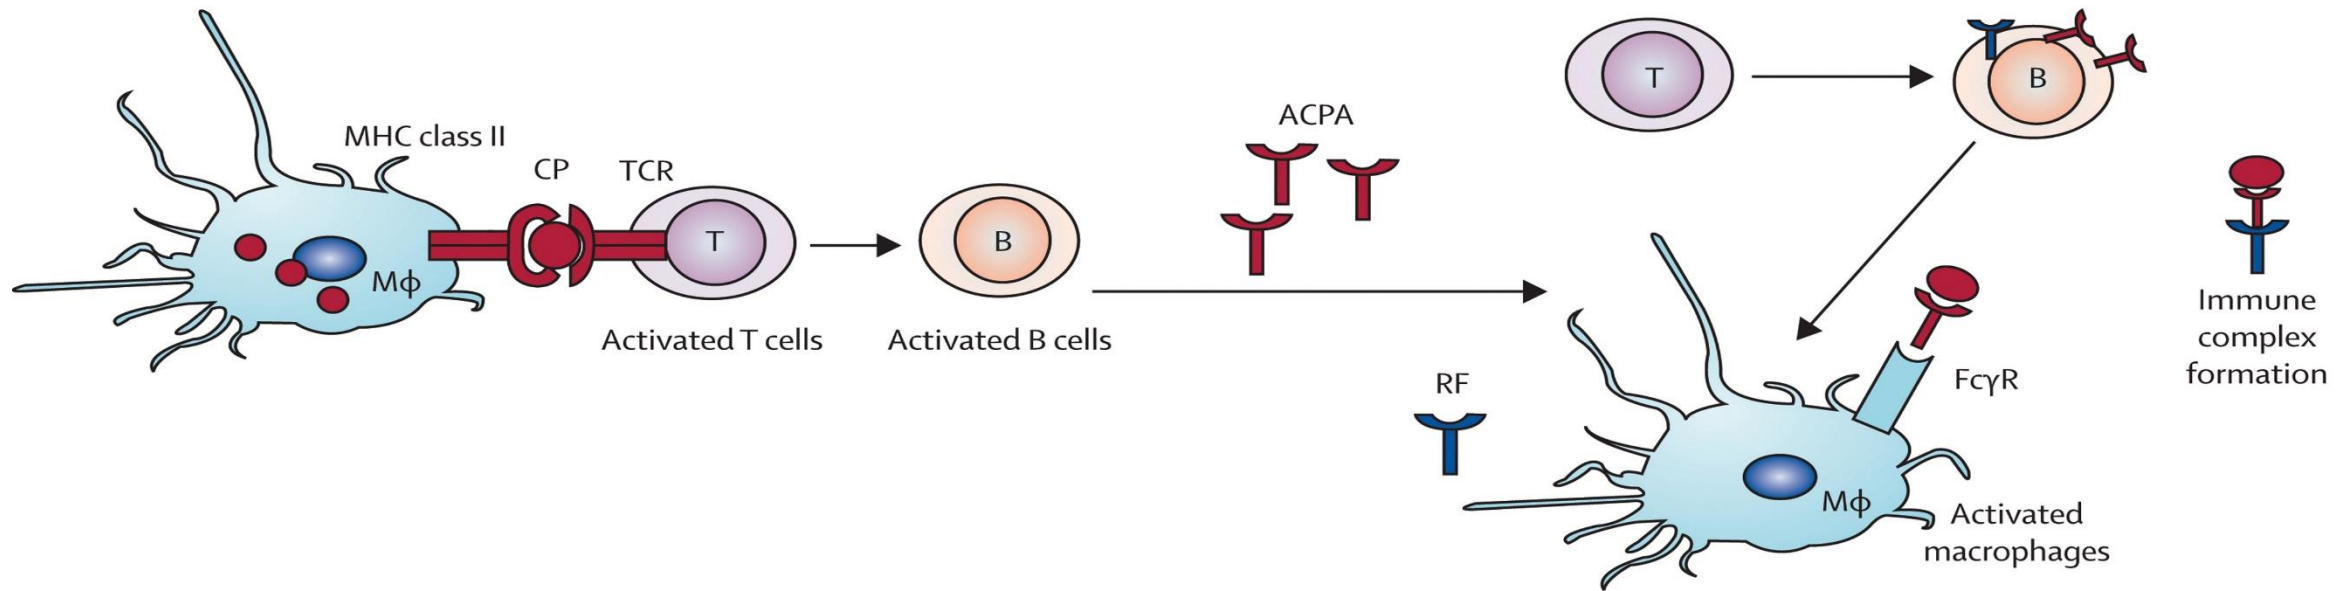 MHC class II
CP
TCR
Mϕ
T
B
Activated T cells
Activated B cells
ACPA
RF
T
B
FcγR
Mϕ
Activated
macrophages
Immune
complex
formation